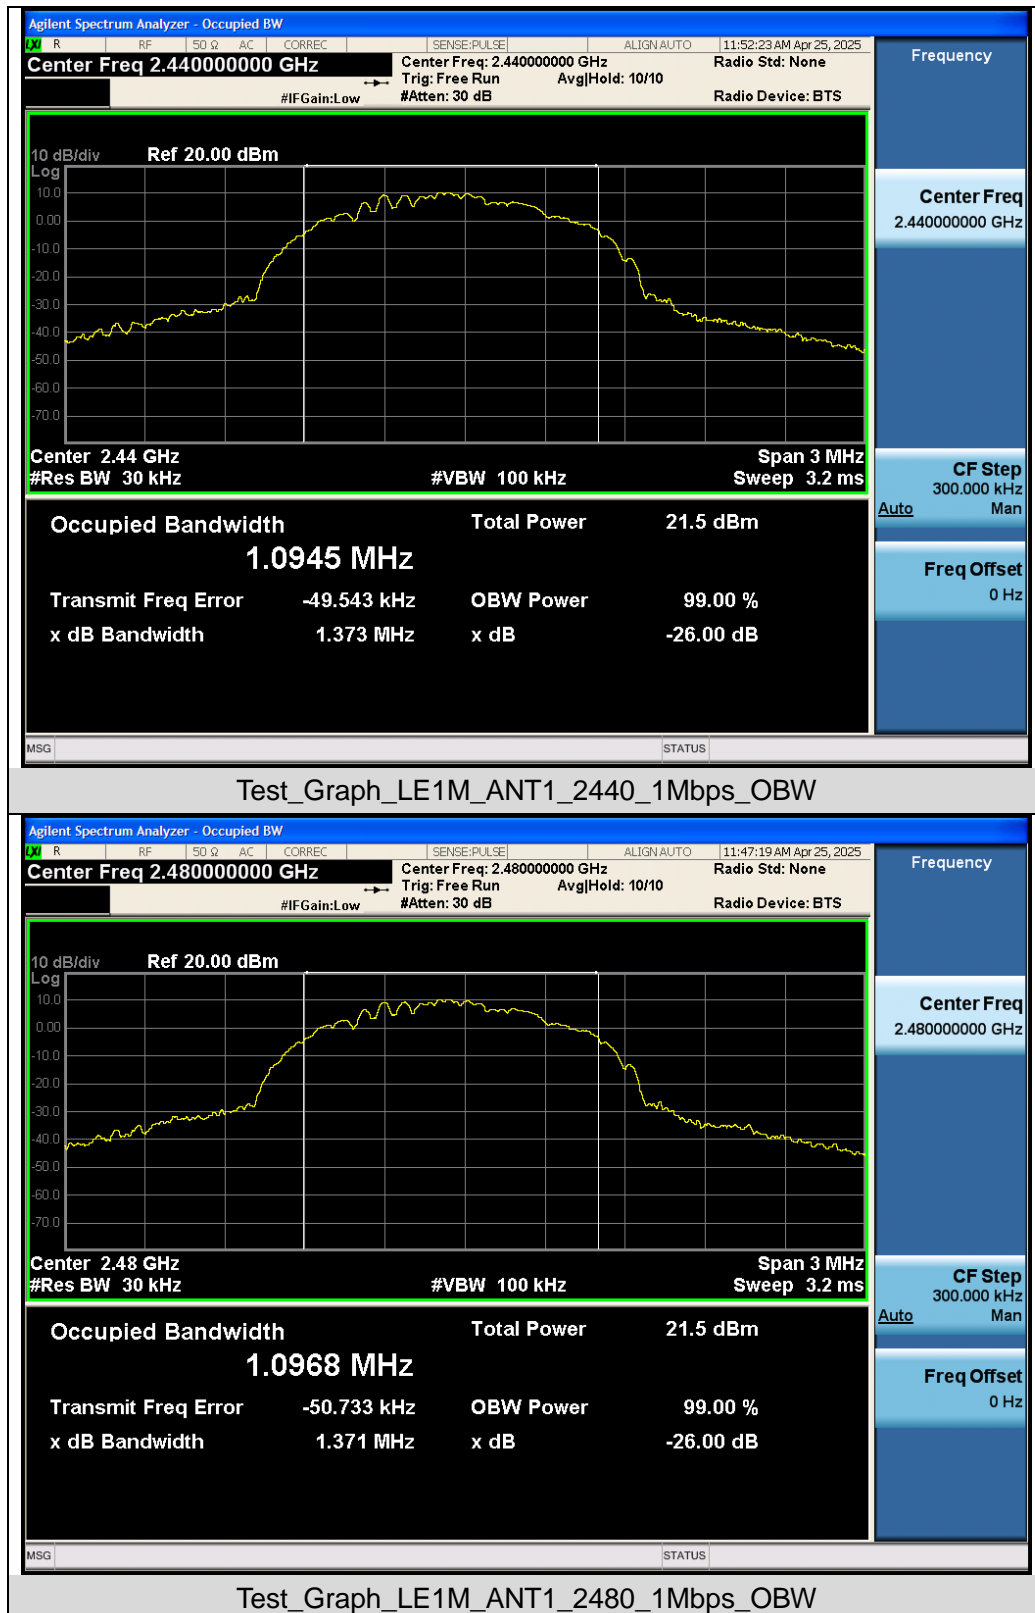 Agilent Spectrum Analyzer - Occupied BW
LXI R RF 50 Ω AC CORREC SENSE:PULSE ALIGN AUTO 11:52:23 AM Apr 25, 2025
Center Freq 2.440000000 GHz Center Freq: 2.440000000 GHz Radio Std: None
Trig: Free Run Avg|Hold: 10/10
#IFGain:Low #Atten: 30 dB Radio Device: BTS
Frequency
10 dB/div Ref 20.00 dBm
Log
10.0
0.00
-10.0
-20.0
-30.0
-40.0
-50.0
-60.0
-70.0
Center 2.44 GHz Span 3 MHz
#Res BW 30 kHz #VBW 100 kHz Sweep 3.2 ms
Center Freq
2.440000000 GHz
CF Step
300.000 kHz
Auto Man
Freq Offset
0 Hz
Occupied Bandwidth Total Power 21.5 dBm
1.0945 MHz
Transmit Freq Error -49.543 kHz OBW Power 99.00 %
x dB Bandwidth 1.373 MHz x dB -26.00 dB
MSG STATUS
Test_Graph_LE1M_ANT1_2440_1Mbps_OBW
Agilent Spectrum Analyzer - Occupied BW
LXI R RF 50 Ω AC CORREC SENSE:PULSE ALIGN AUTO 11:47:19 AM Apr 25, 2025
Center Freq 2.480000000 GHz Center Freq: 2.480000000 GHz Radio Std: None
Trig: Free Run Avg|Hold: 10/10
#IFGain:Low #Atten: 30 dB Radio Device: BTS
Frequency
10 dB/div Ref 20.00 dBm
Log
10.0
0.00
-10.0
-20.0
-30.0
-40.0
-50.0
-60.0
-70.0
Center 2.48 GHz Span 3 MHz
#Res BW 30 kHz #VBW 100 kHz Sweep 3.2 ms
Center Freq
2.480000000 GHz
CF Step
300.000 kHz
Auto Man
Freq Offset
0 Hz
Occupied Bandwidth Total Power 21.5 dBm
1.0968 MHz
Transmit Freq Error -50.733 kHz OBW Power 99.00 %
x dB Bandwidth 1.371 MHz x dB -26.00 dB
MSG STATUS
Test_Graph_LE1M_ANT1_2480_1Mbps_OBW